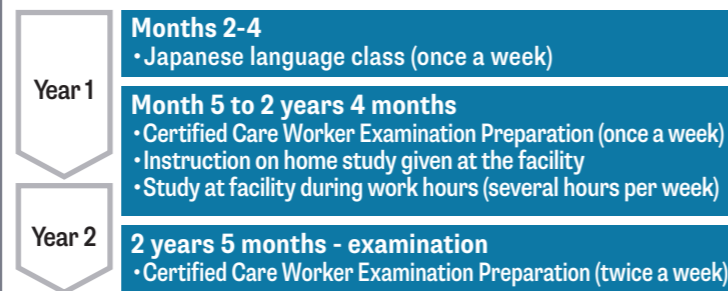 Year 1
Months 2-4
・Japanese language class (once a week)
Month 5 to 2 years 4 months
・Certified Care Worker Examination Preparation (once a week)
・Instruction on home study given at the facility
・Study at facility during work hours (several hours per week)
Year 2
2 years 5 months - examination
・Certified Care Worker Examination Preparation (twice a week)